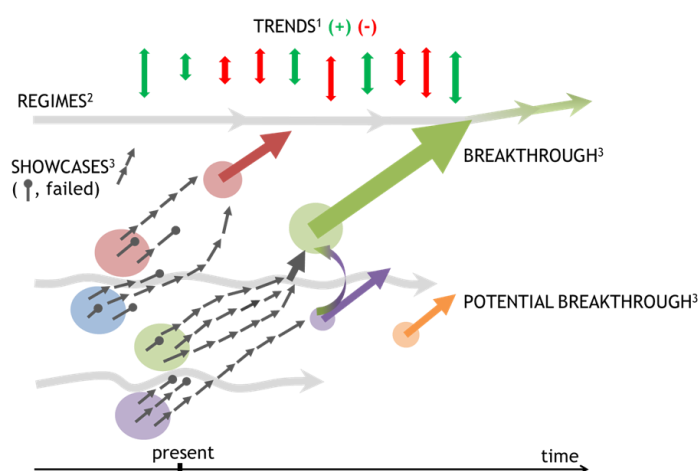 TRENDS¹ (+) (-)
REGIMES²
SHOWCASES³
( , failed)
BREAKTHROUGH³
POTENTIAL BREAKTHROUGH³
present
time